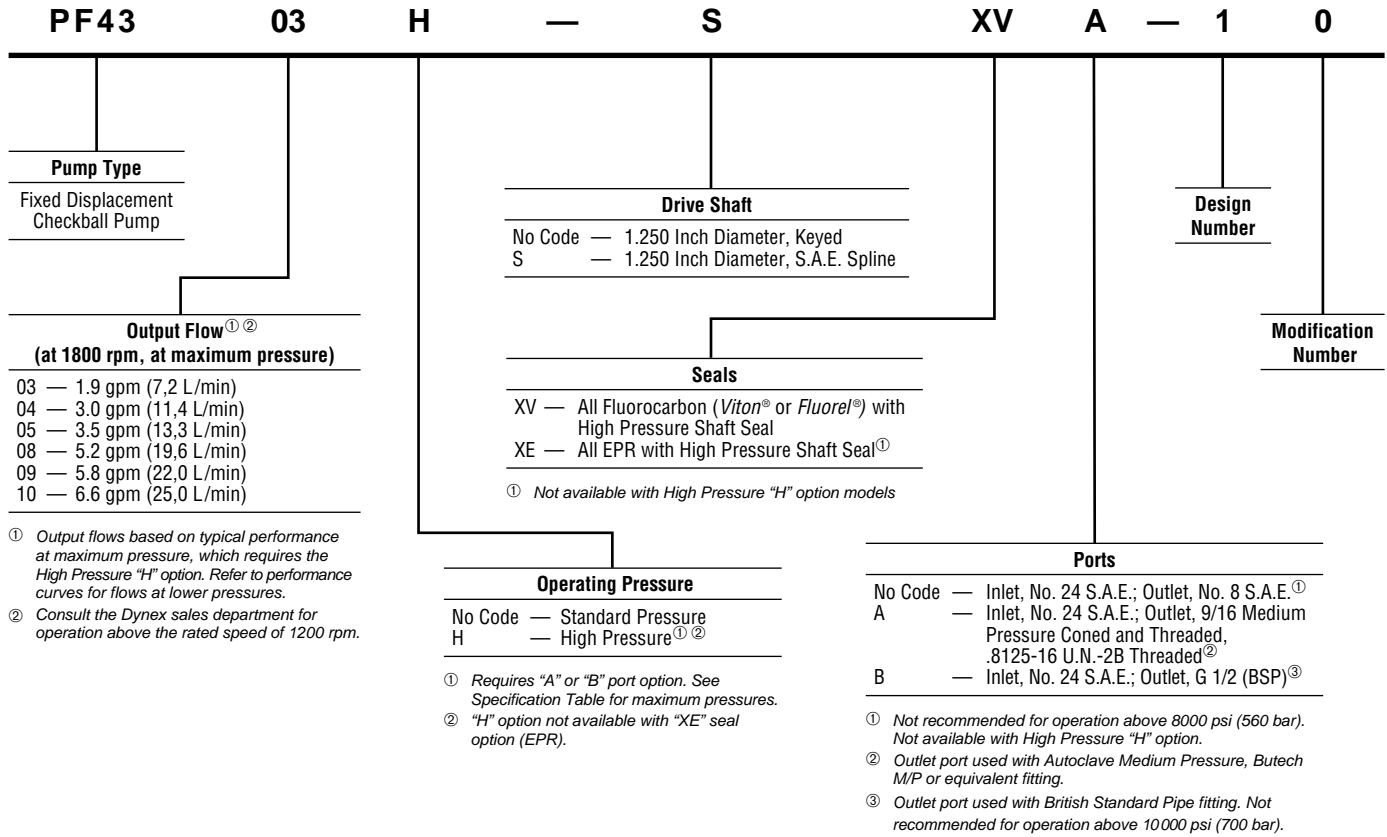 PF43 03 H — S XV A — 1 0
Pump Type
Fixed Displacement
Checkball Pump
Output Flow① ②
(at 1800 rpm, at maximum pressure)
03 — 1.9 gpm (7,2 L/min)
04 — 3.0 gpm (11,4 L/min)
05 — 3.5 gpm (13,3 L/min)
08 — 5.2 gpm (19,6 L/min)
09 — 5.8 gpm (22,0 L/min)
10 — 6.6 gpm (25,0 L/min)
① Output flows based on typical performance
at maximum pressure, which requires the
High Pressure “H” option. Refer to performance
curves for flows at lower pressures.
② Consult the Dynex sales department for
operation above the rated speed of 1200 rpm.
Drive Shaft
No Code — 1.250 Inch Diameter, Keyed
S — 1.250 Inch Diameter, S.A.E. Spline
Seals
XV — All Fluorocarbon (Viton® or Fluorel®) with
High Pressure Shaft Seal
XE — All EPR with High Pressure Shaft Seal①
① Not available with High Pressure “H” option models
Operating Pressure
No Code — Standard Pressure
H — High Pressure① ②
① Requires “A” or “B” port option. See
Specification Table for maximum pressures.
② “H” option not available with “XE” seal
option (EPR).
Design
Number
Modification
Number
Ports
No Code — Inlet, No. 24 S.A.E.; Outlet, No. 8 S.A.E.①
A — Inlet, No. 24 S.A.E.; Outlet, 9/16 Medium
Pressure Coned and Threaded,
.8125-16 U.N.-2B Threaded②
B — Inlet, No. 24 S.A.E.; Outlet, G 1/2 (BSP)③
① Not recommended for operation above 8000 psi (560 bar).
Not available with High Pressure “H” option.
② Outlet port used with Autoclave Medium Pressure, Butech
M/P or equivalent fitting.
③ Outlet port used with British Standard Pipe fitting. Not
recommended for operation above 10000 psi (700 bar).